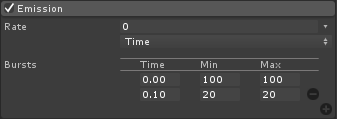 Emission
Rate 0
Time
Bursts Time Min Max
0.00 100 100
0.10 20 20